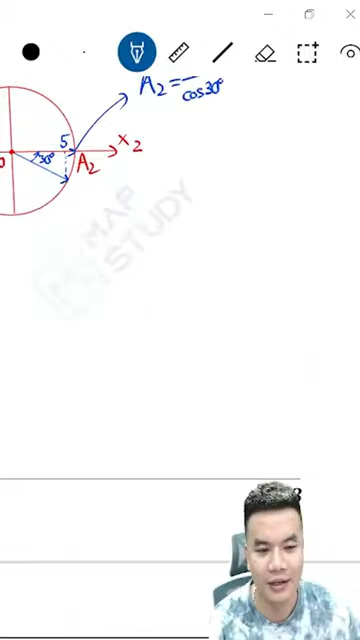 A₂ = —
cos30°
x₂
5
30°
A₂
0
MAP
STUDY